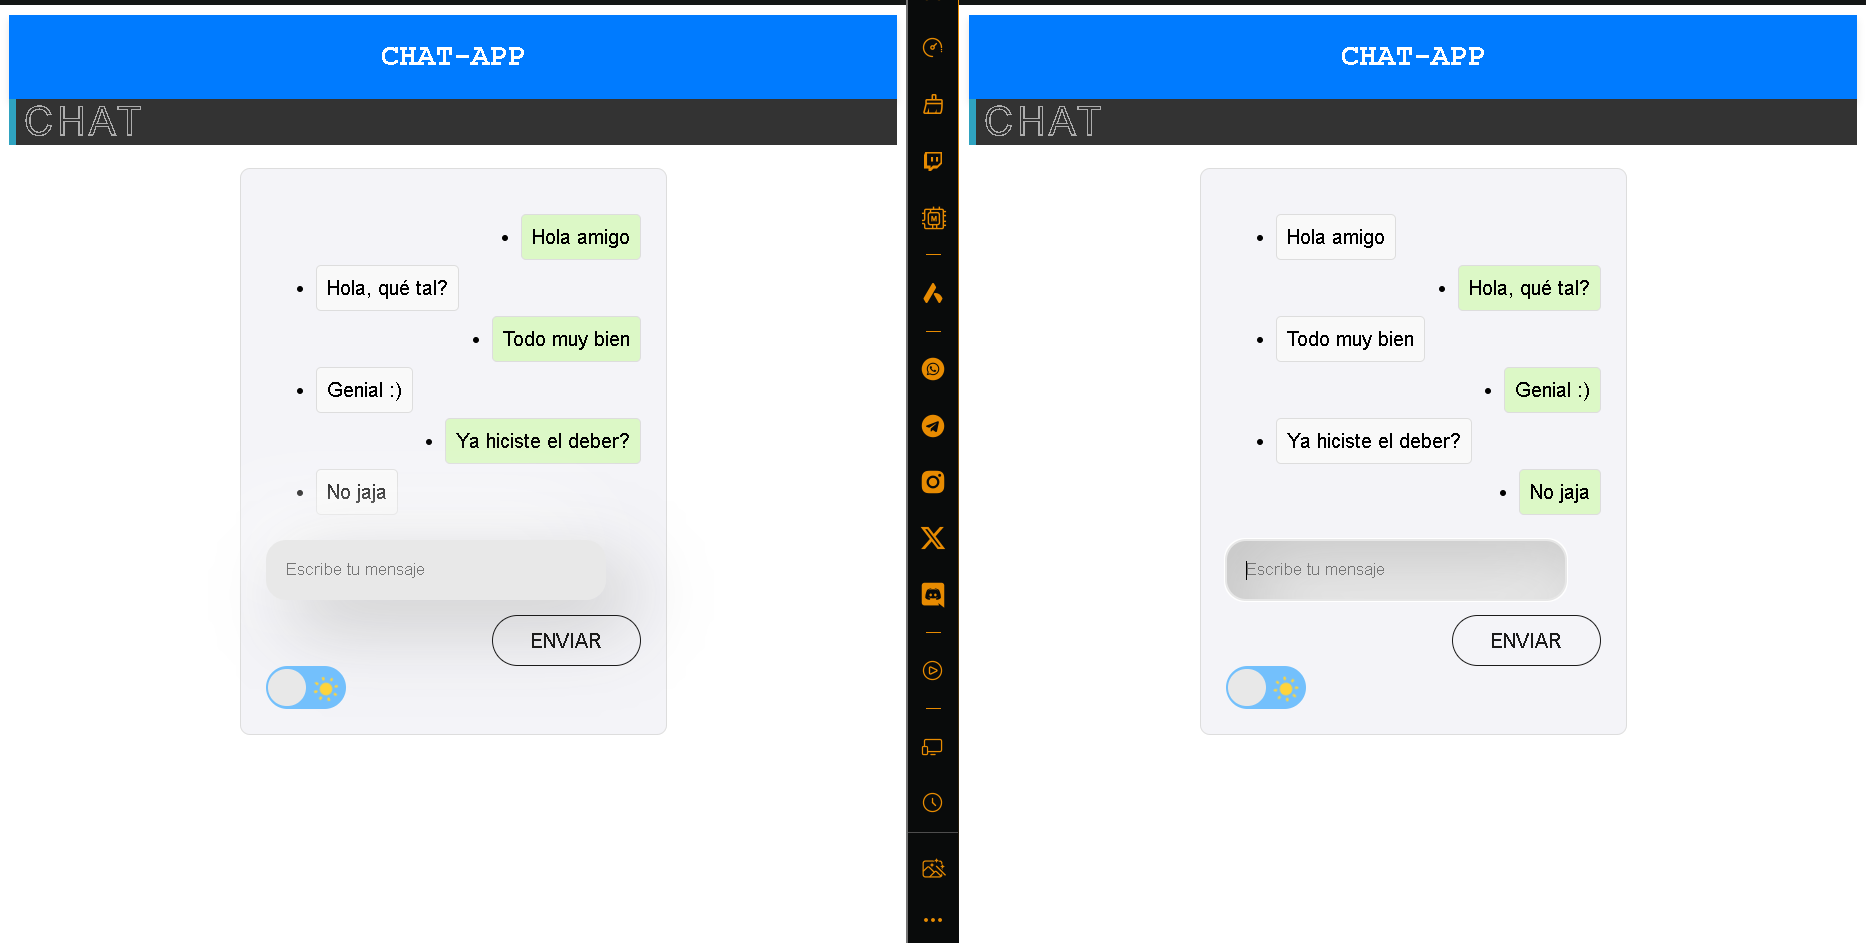 CHAT-APP
CHAT
Hola amigo
Hola, qué tal?
Todo muy bien
Genial :)
Ya hiciste el deber?
No jaja
Escribe tu mensaje
ENVIAR
M
CHAT-APP
CHAT
Hola amigo
Hola, qué tal?
Todo muy bien
Genial :)
Ya hiciste el deber?
No jaja
Escribe tu mensaje
ENVIAR